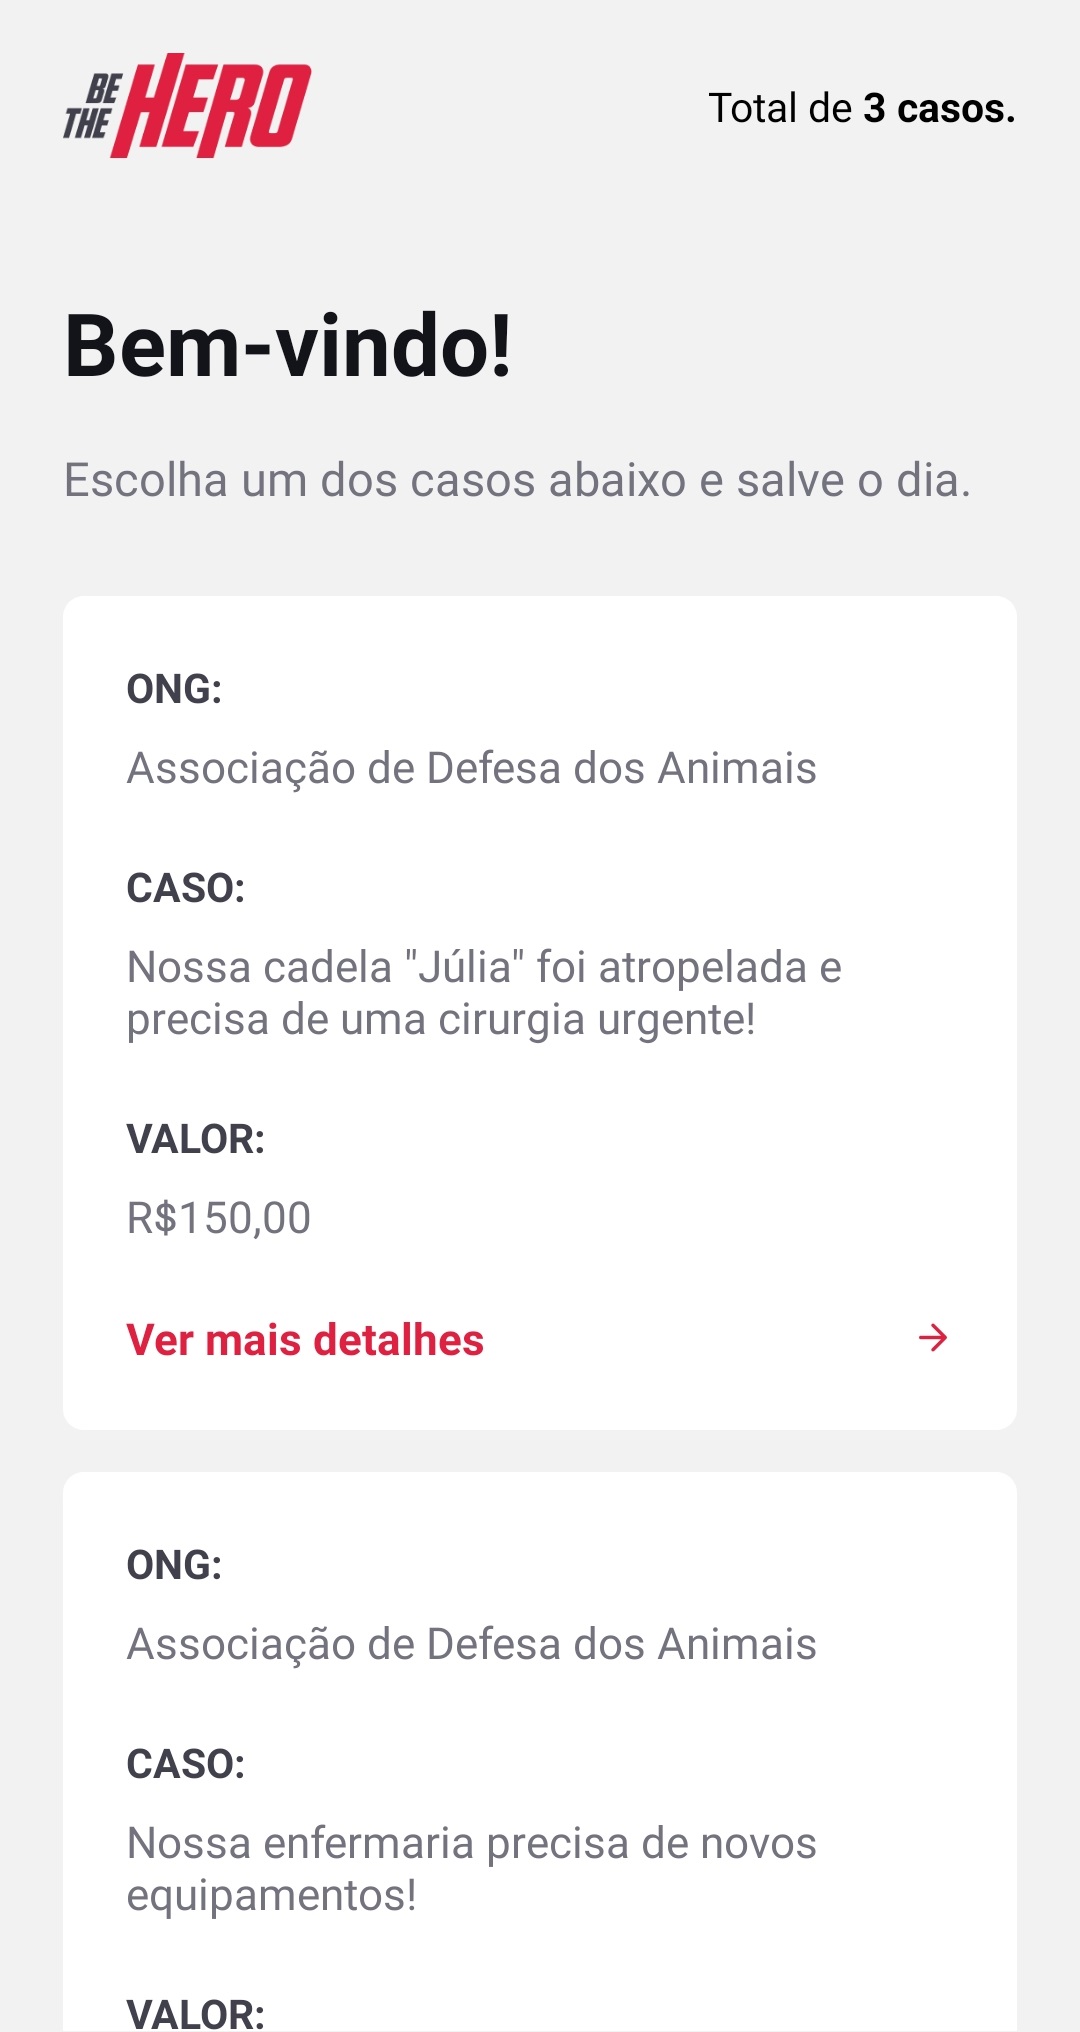 BE THE HERO
Total de 3 casos.
Bem-vindo!
Escolha um dos casos abaixo e salve o dia.
ONG:
Associação de Defesa dos Animais
CASO:
Nossa cadela "Júlia" foi atropelada e
precisa de uma cirurgia urgente!
VALOR:
R$150,00
Ver mais detalhes
ONG:
Associação de Defesa dos Animais
CASO:
Nossa enfermaria precisa de novos
equipamentos!
VALOR: